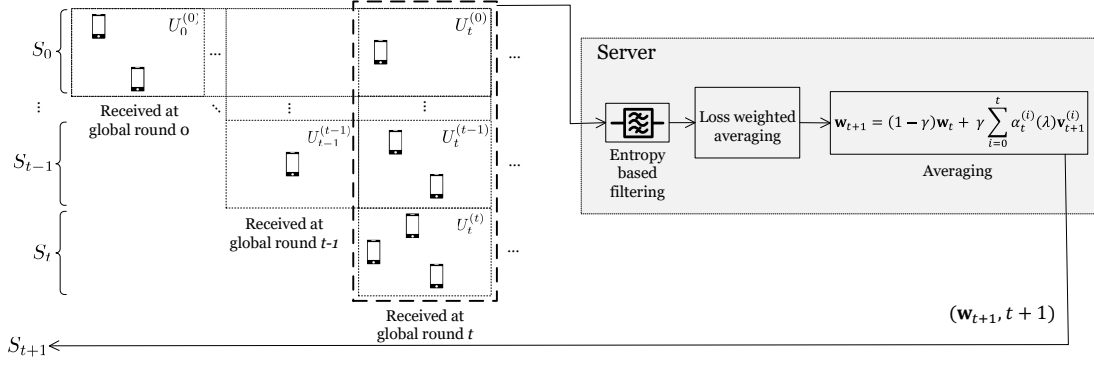 S_0
U_0^{(0)}
...
U_t^{(0)}
...
Received at
global round 0
⋮
⋱
⋮
⋮
S_{t−1}
U_{t−1}^{(t−1)}
U_t^{(t−1)}
...
Received at
global round t-1
S_t
U_t^{(t)}
...
Received at
global round t
Server
Entropy
based
filtering
Loss weighted
averaging
w_{t+1} = (1 − γ)w_t + γ ∑_{i=0}^{t} α_t^{(i)}(λ)v_{t+1}^{(i)}
Averaging
(w_{t+1}, t + 1)
S_{t+1}